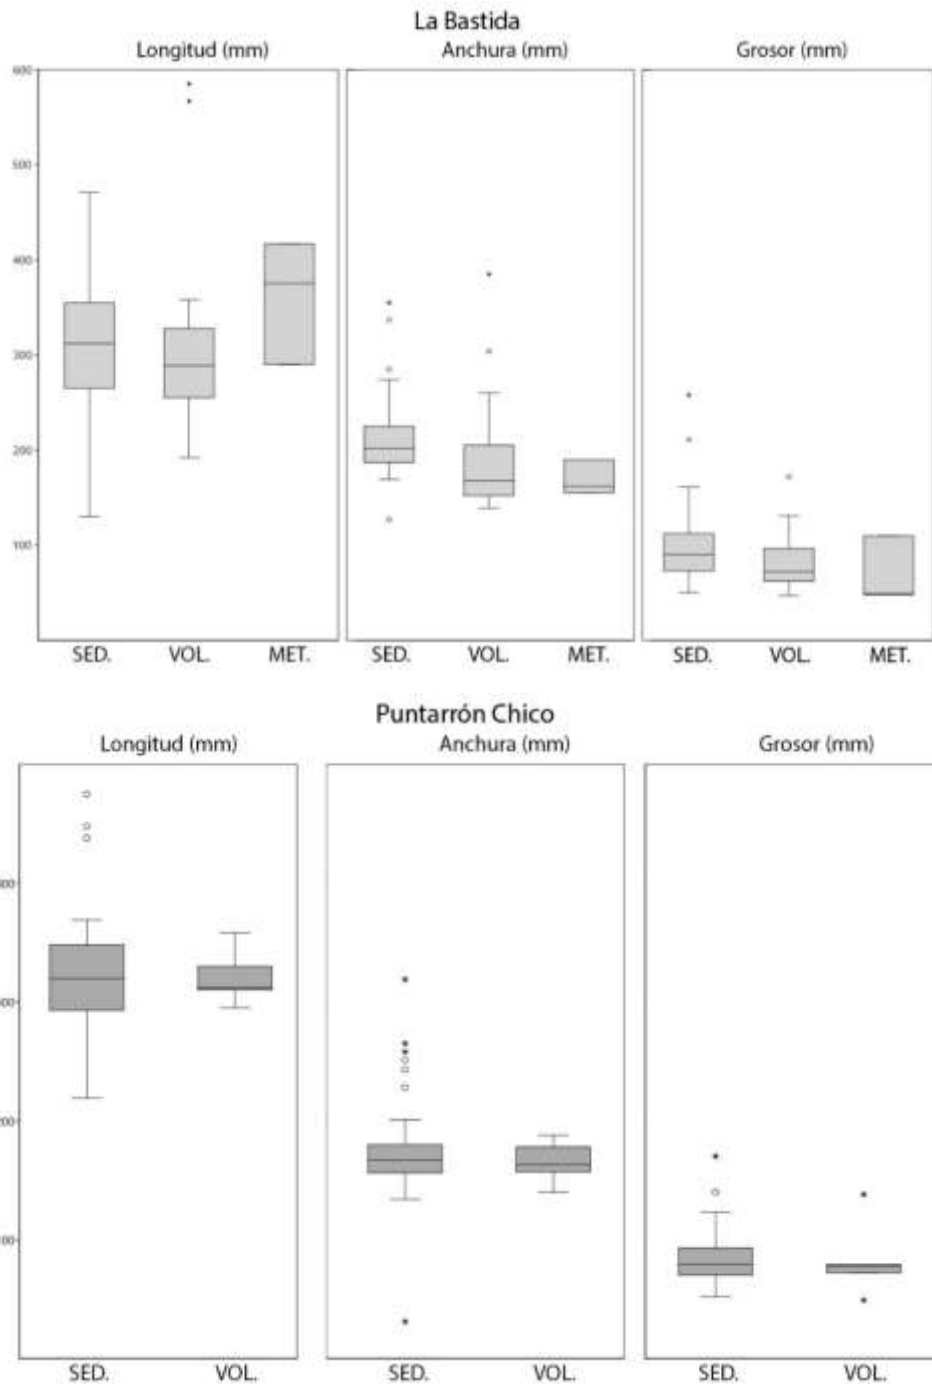 La Bastida
Longitud (mm) Anchura (mm) Grosor (mm)
600
500
400
300
200
100
SED. VOL. MET. SED. VOL. MET. SED. VOL. MET.
Puntarrón Chico
Longitud (mm) Anchura (mm) Grosor (mm)
SED. VOL. SED. VOL. SED. VOL.